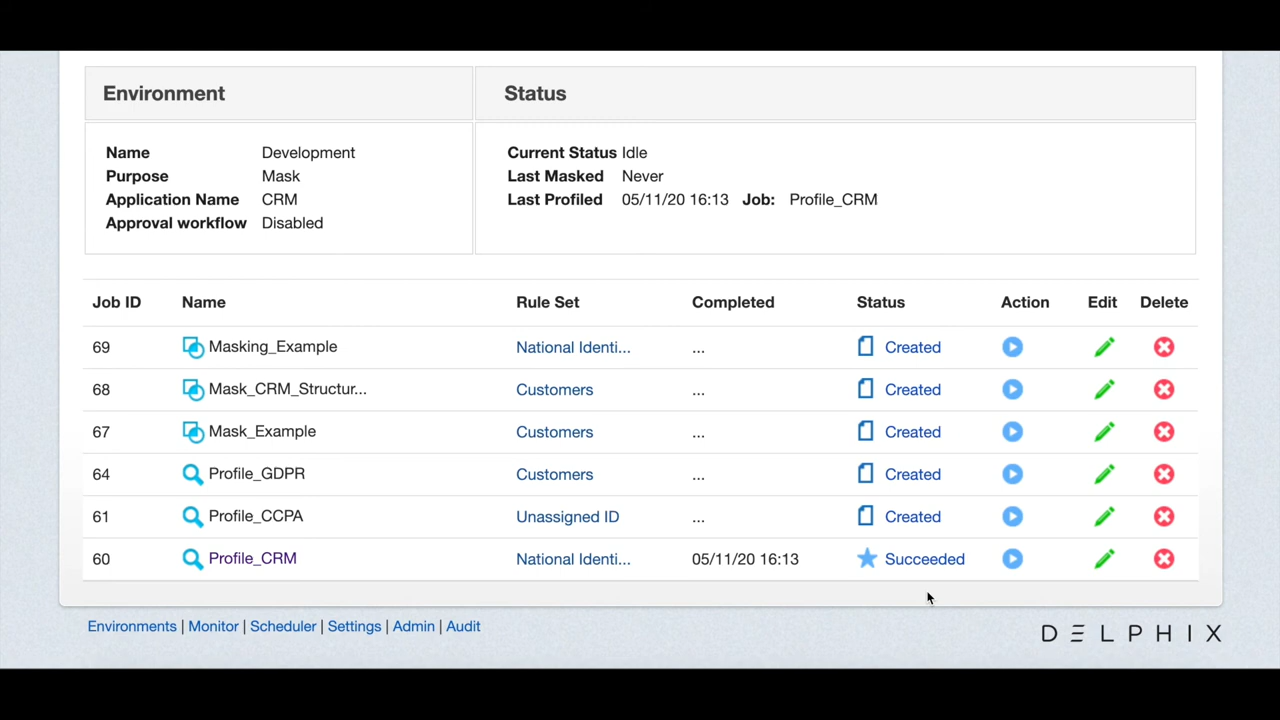 Environment Status
Name Development Current Status Idle
Purpose Mask Last Masked Never
Application Name CRM Last Profiled 05/11/20 16:13 Job: Profile_CRM
Approval workflow Disabled
Job ID Name Rule Set Completed Status Action Edit Delete
69 Masking_Example National Identi... ... Created
68 Mask_CRM_Structur... Customers ... Created
67 Mask_Example Customers ... Created
64 Profile_GDPR Customers ... Created
61 Profile_CCPA Unassigned ID ... Created
60 Profile_CRM National Identi... 05/11/20 16:13 Succeeded
Environments | Monitor | Scheduler | Settings | Admin | Audit
DELPHIX